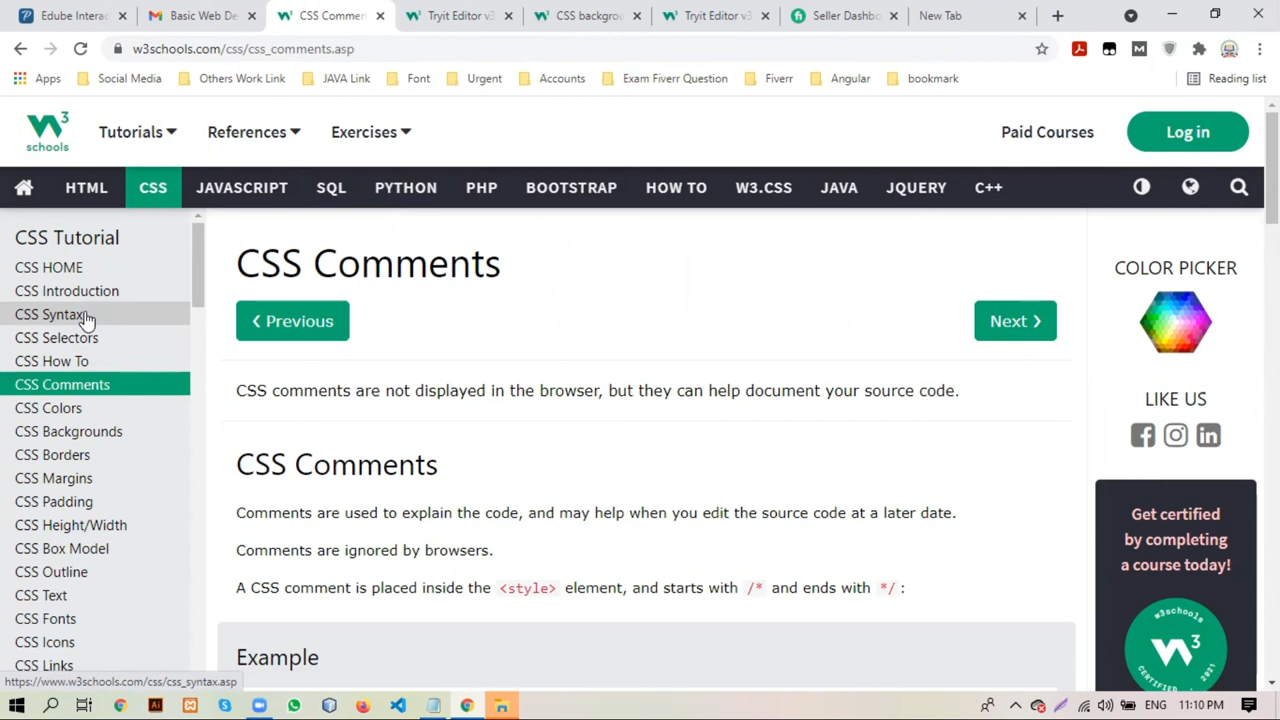 Edube Interac
Basic Web De
CSS Commen
Tryit Editor v3
CSS backgrou
Tryit Editor v3
Seller Dashbo
New Tab
w3schools.com/css/css_comments.asp
Apps
Social Media
Others Work Link
JAVA Link
Font
Urgent
Accounts
Exam Fiverr Question
Fiverr
Angular
bookmark
Reading list
W3 schools
Tutorials
References
Exercises
Paid Courses
Log in
HTML
CSS
JAVASCRIPT
SQL
PYTHON
PHP
BOOTSTRAP
HOW TO
W3.CSS
JAVA
JQUERY
C++
CSS Tutorial
CSS HOME
CSS Introduction
CSS Syntax
CSS Selectors
CSS How To
CSS Comments
CSS Colors
CSS Backgrounds
CSS Borders
CSS Margins
CSS Padding
CSS Height/Width
CSS Box Model
CSS Outline
CSS Text
CSS Fonts
CSS Icons
CSS Links
https://www.w3schools.com/css/css_syntax.asp
CSS Comments
❮ Previous
Next ❯
CSS comments are not displayed in the browser, but they can help document your source code.
CSS Comments
Comments are used to explain the code, and may help when you edit the source code at a later date.
Comments are ignored by browsers.
A CSS comment is placed inside the <style> element, and starts with /* and ends with */ :
Example
COLOR PICKER
LIKE US
Get certified
by completing
a course today!
w3schools
W3
CERTIFIED . 2021
ENG
11:10 PM